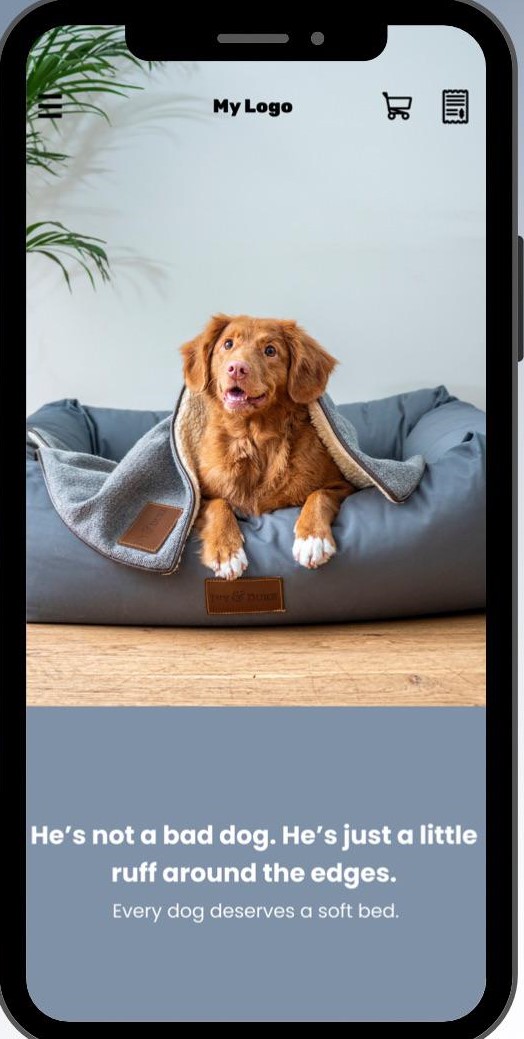 My Logo
He’s not a bad dog. He’s just a little
ruff around the edges.
Every dog deserves a soft bed.